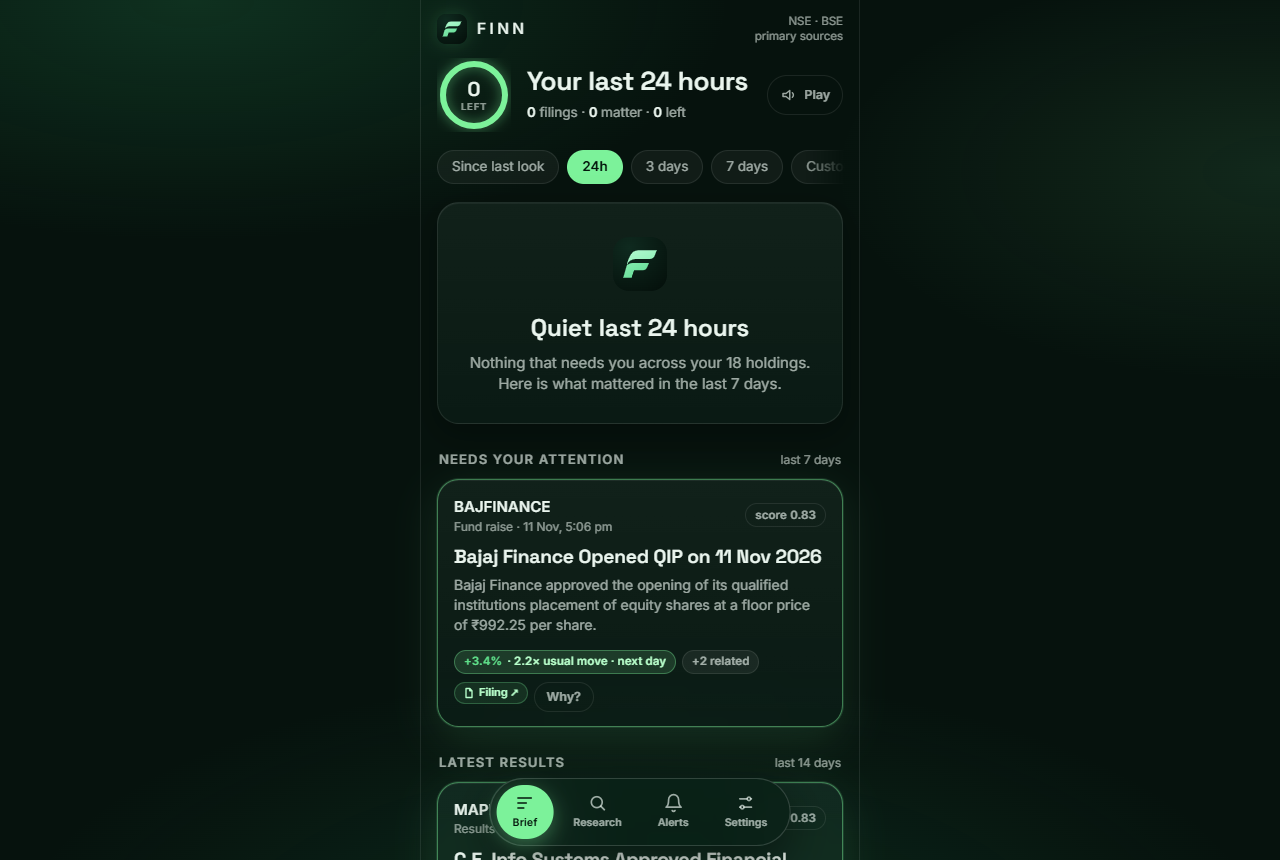 FINN
NSE · BSE
primary sources
0
LEFT
Your last 24 hours
0 filings · 0 matter · 0 left
Play
Since last look
24h
3 days
7 days
Custo
Quiet last 24 hours
Nothing that needs you across your 18 holdings.
Here is what mattered in the last 7 days.
NEEDS YOUR ATTENTION
last 7 days
BAJFINANCE
Fund raise · 11 Nov, 5:06 pm
score 0.83
Bajaj Finance Opened QIP on 11 Nov 2026
Bajaj Finance approved the opening of its qualified
institutions placement of equity shares at a floor price
of ₹992.25 per share.
+3.4% · 2.2× usual move · next day
+2 related
Filing ↗
Why?
LATEST RESULTS
last 14 days
MAP
Results
0.83
Brief
Research
Alerts
Settings
C.E. Info Systems Approved Financial